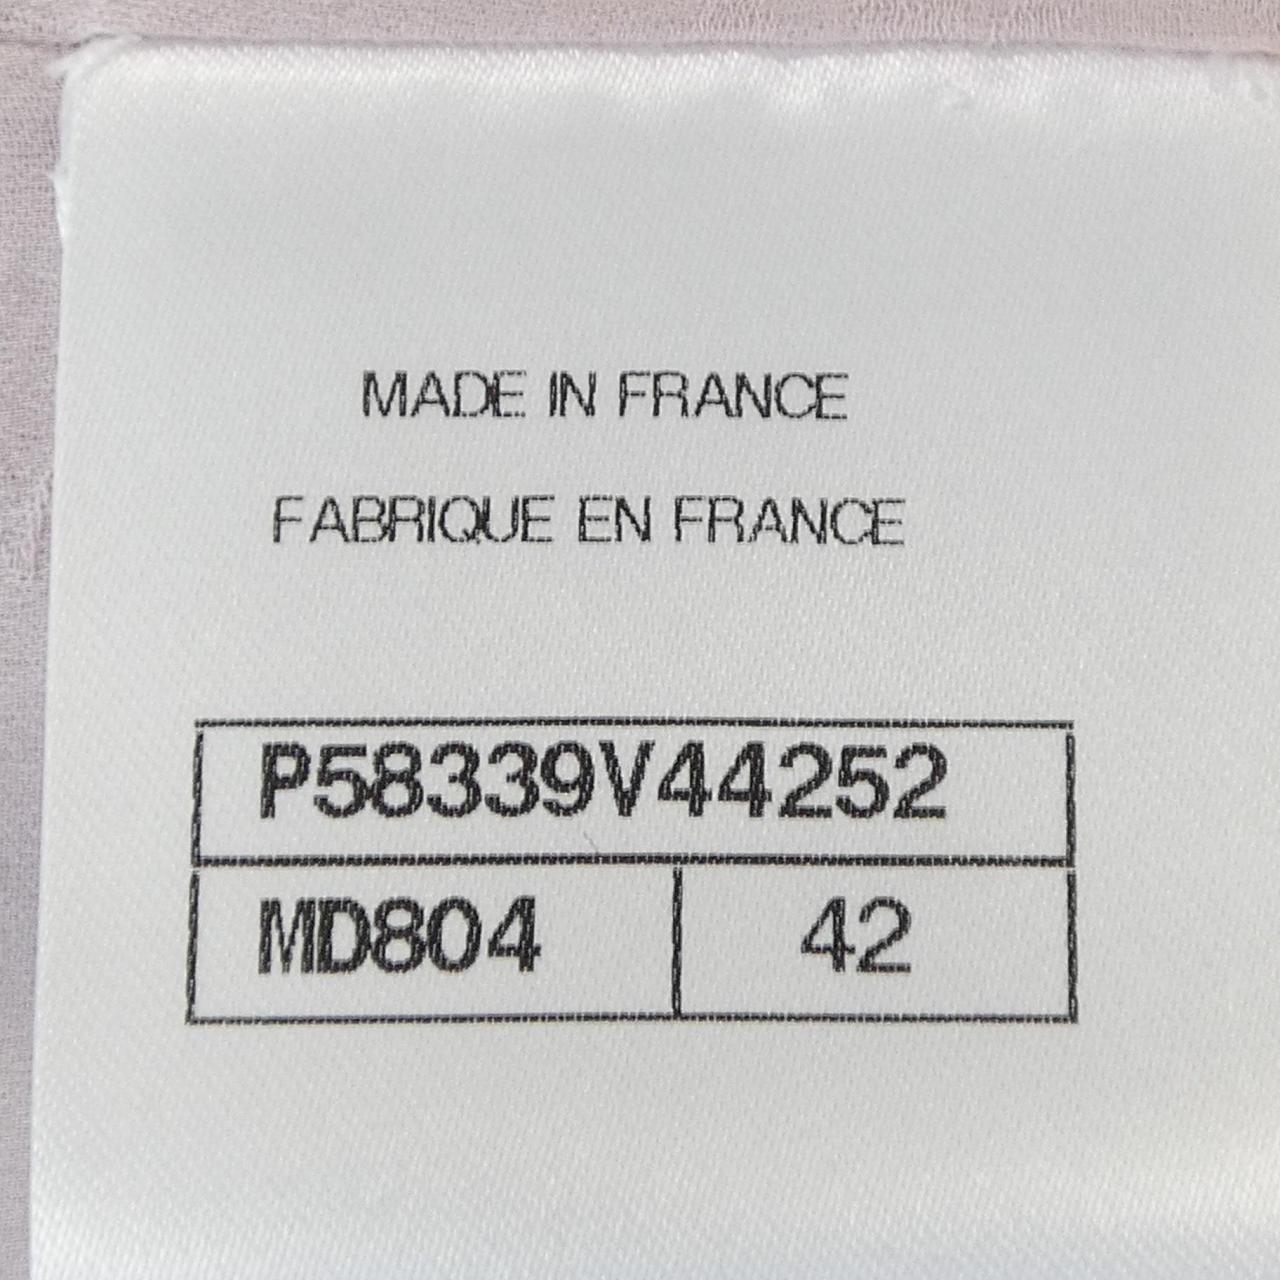 MADE IN FRANCE
FABRIQUE EN FRANCE
P58339V44252
MD804 42